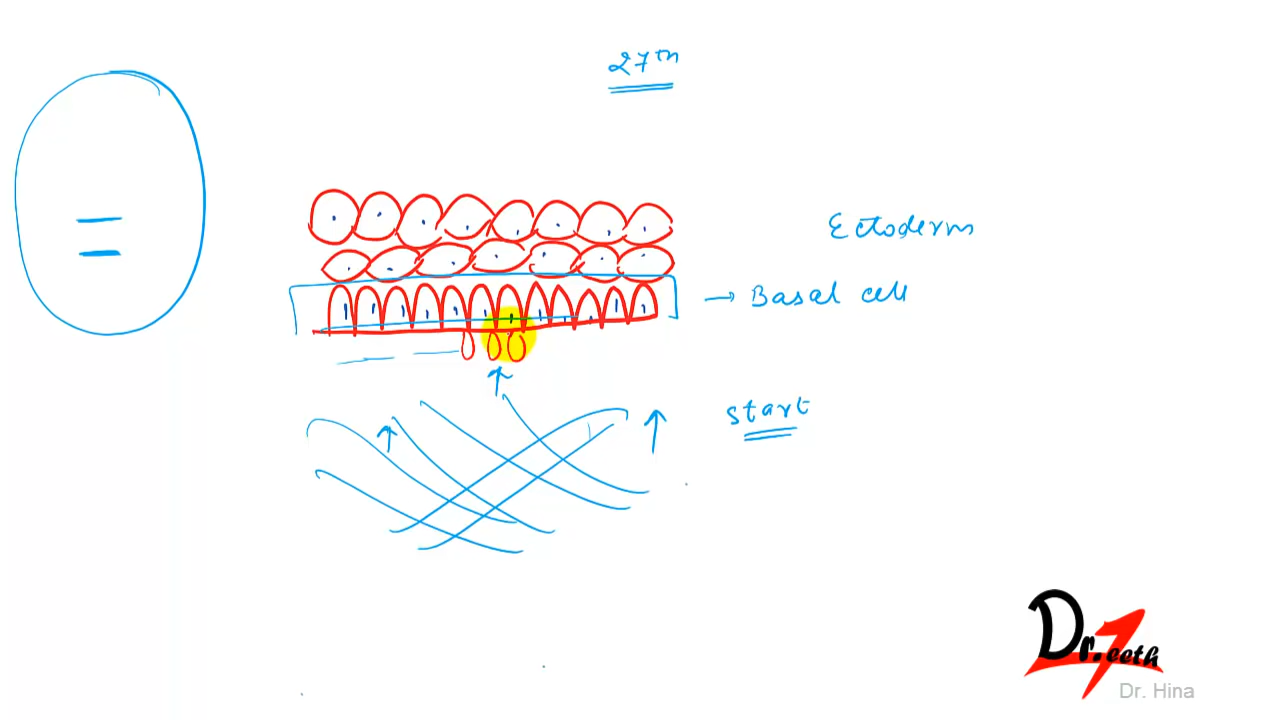 27th
Ectoderm
→ Basal cell
start
Dr.Teeth
Dr. Hina